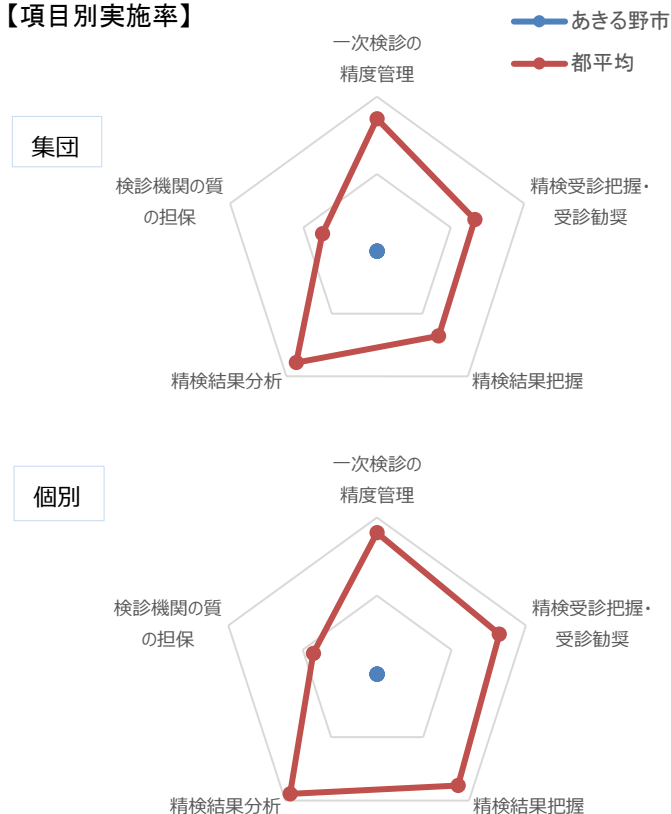 【項目別実施率】
あきる野市
都平均
集団
一次検診の
精度管理
精検受診把握・
受診勧奨
精検結果把握
精検結果分析
検診機関の質
の担保
個別
一次検診の
精度管理
精検受診把握・
受診勧奨
精検結果把握
精検結果分析
検診機関の質
の担保